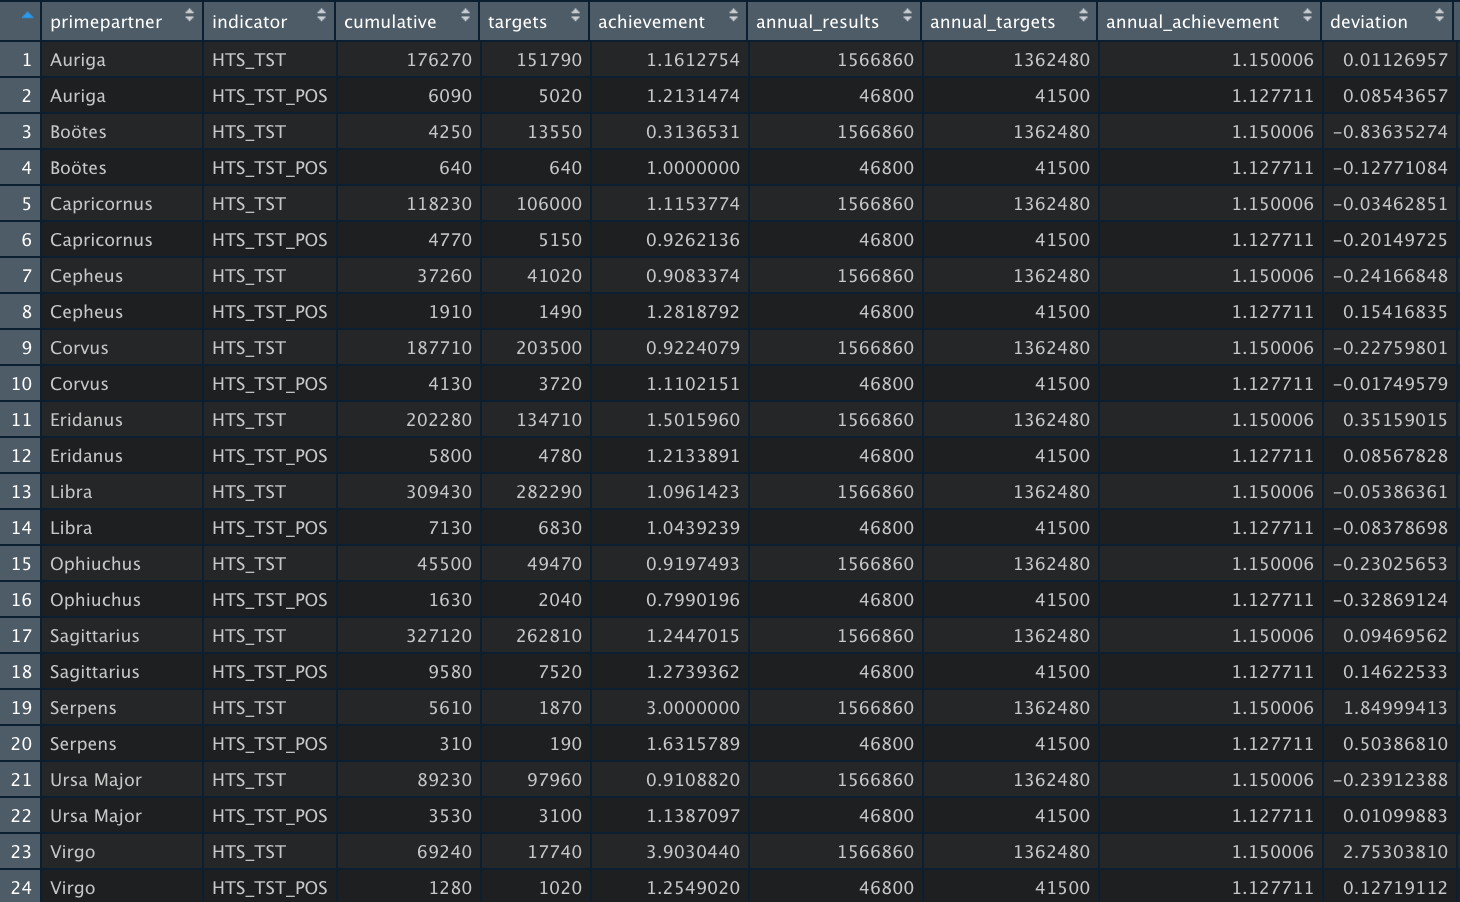 primepartner indicator cumulative targets achievement annual_results annual_targets annual_achievement deviation
1 Auriga HTS_TST 176270 151790 1.1612754 1566860 1362480 1.150006 0.01126957
2 Auriga HTS_TST_POS 6090 5020 1.2131474 46800 41500 1.127711 0.08543657
3 Boötes HTS_TST 4250 13550 0.3136531 1566860 1362480 1.150006 -0.83635274
4 Boötes HTS_TST_POS 640 640 1.0000000 46800 41500 1.127711 -0.12771084
5 Capricornus HTS_TST 118230 106000 1.1153774 1566860 1362480 1.150006 -0.03462851
6 Capricornus HTS_TST_POS 4770 5150 0.9262136 46800 41500 1.127711 -0.20149725
7 Cepheus HTS_TST 37260 41020 0.9083374 1566860 1362480 1.150006 -0.24166848
8 Cepheus HTS_TST_POS 1910 1490 1.2818792 46800 41500 1.127711 0.15416835
9 Corvus HTS_TST 187710 203500 0.9224079 1566860 1362480 1.150006 -0.22759801
10 Corvus HTS_TST_POS 4130 3720 1.1102151 46800 41500 1.127711 -0.01749579
11 Eridanus HTS_TST 202280 134710 1.5015960 1566860 1362480 1.150006 0.35159015
12 Eridanus HTS_TST_POS 5800 4780 1.2133891 46800 41500 1.127711 0.08567828
13 Libra HTS_TST 309430 282290 1.0961423 1566860 1362480 1.150006 -0.05386361
14 Libra HTS_TST_POS 7130 6830 1.0439239 46800 41500 1.127711 -0.08378698
15 Ophiuchus HTS_TST 45500 49470 0.9197493 1566860 1362480 1.150006 -0.23025653
16 Ophiuchus HTS_TST_POS 1630 2040 0.7990196 46800 41500 1.127711 -0.32869124
17 Sagittarius HTS_TST 327120 262810 1.2447015 1566860 1362480 1.150006 0.09469562
18 Sagittarius HTS_TST_POS 9580 7520 1.2739362 46800 41500 1.127711 0.14622533
19 Serpens HTS_TST 5610 1870 3.0000000 1566860 1362480 1.150006 1.84999413
20 Serpens HTS_TST_POS 310 190 1.6315789 46800 41500 1.127711 0.50386810
21 Ursa Major HTS_TST 89230 97960 0.9108820 1566860 1362480 1.150006 -0.23912388
22 Ursa Major HTS_TST_POS 3530 3100 1.1387097 46800 41500 1.127711 0.01099883
23 Virgo HTS_TST 69240 17740 3.9030440 1566860 1362480 1.150006 2.75303810
24 Virgo HTS_TST_POS 1280 1020 1.2549020 46800 41500 1.127711 0.12719112